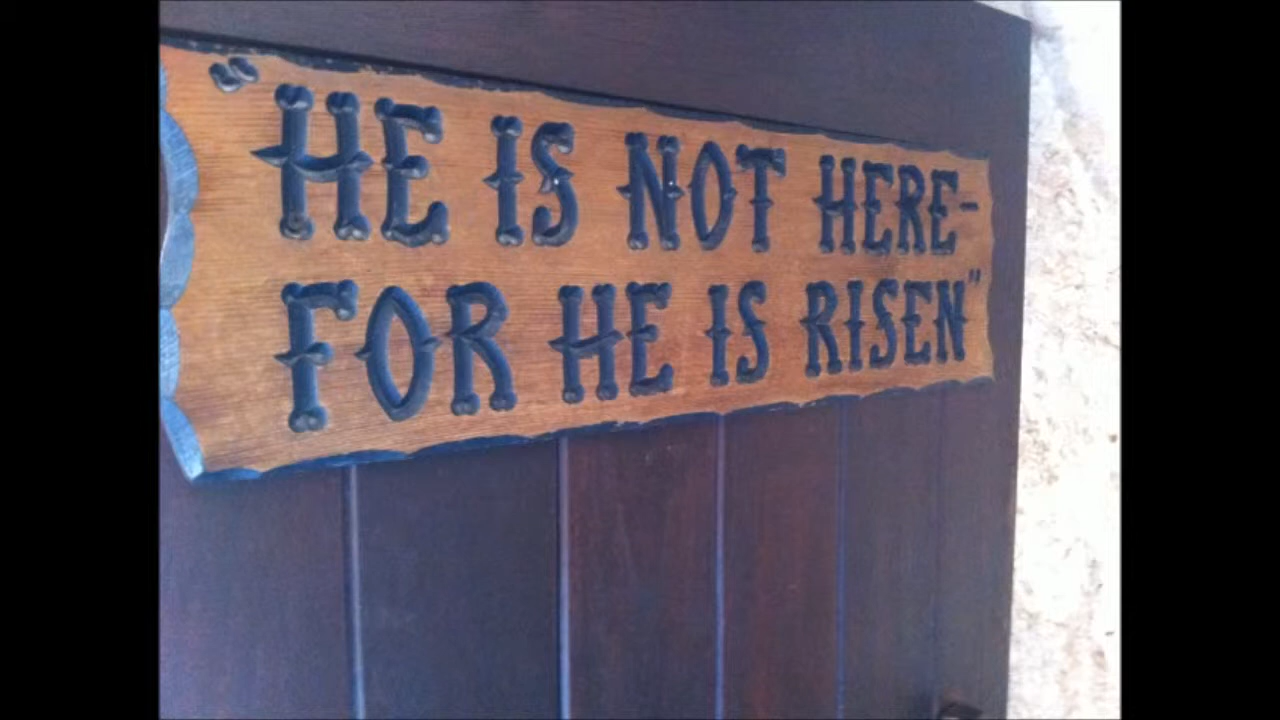 “HE IS NOT HERE-
FOR HE IS RISEN”